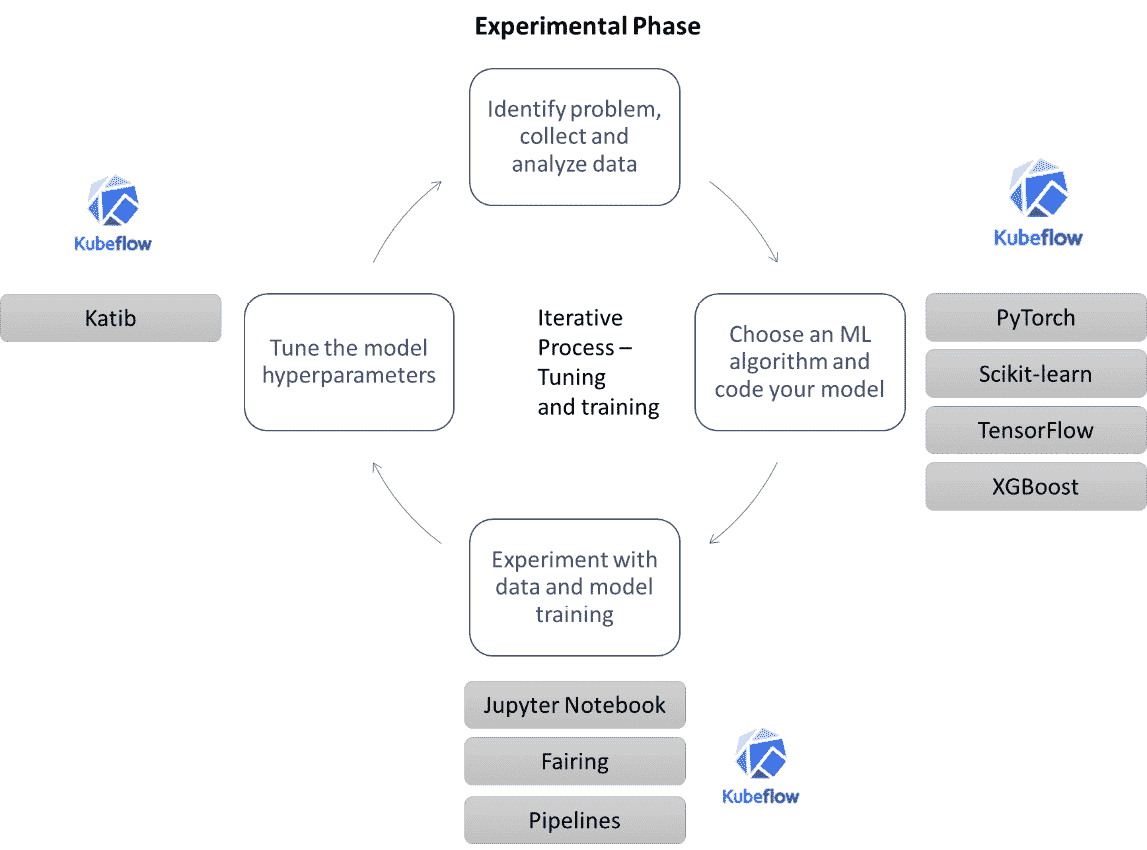 Experimental Phase
Identify problem,
collect and
analyze data
Kubeflow
Kubeflow
Katib
Tune the model
hyperparameters
Iterative
Process –
Tuning
and training
Choose an ML
algorithm and
code your model
PyTorch
Scikit-learn
TensorFlow
XGBoost
Experiment with
data and model
training
Jupyter Notebook
Fairing
Pipelines
Kubeflow